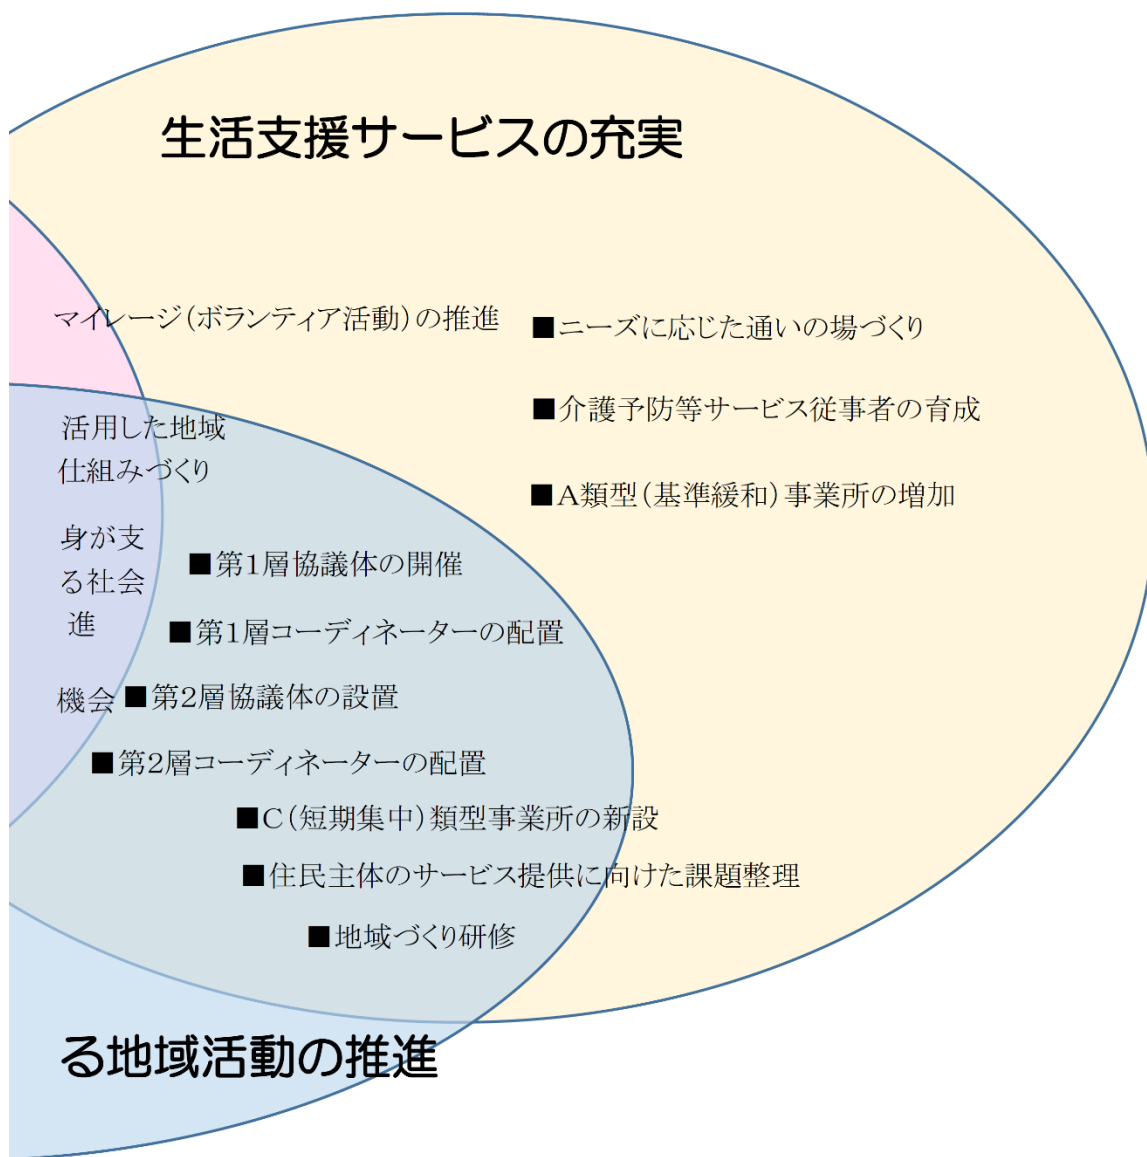 生活支援サービスの充実
マイレージ(ボランティア活動)の推進
■ニーズに応じた通いの場づくり
■介護予防等サービス従事者の育成
活用した地域
仕組みづくり
■A類型(基準緩和)事業所の増加
身が支
る社会
進
■第1層協議体の開催
■第1層コーディネーターの配置
機会
■第2層協議体の設置
■第2層コーディネーターの配置
■C(短期集中)類型事業所の新設
■住民主体のサービス提供に向けた課題整理
■地域づくり研修
る地域活動の推進